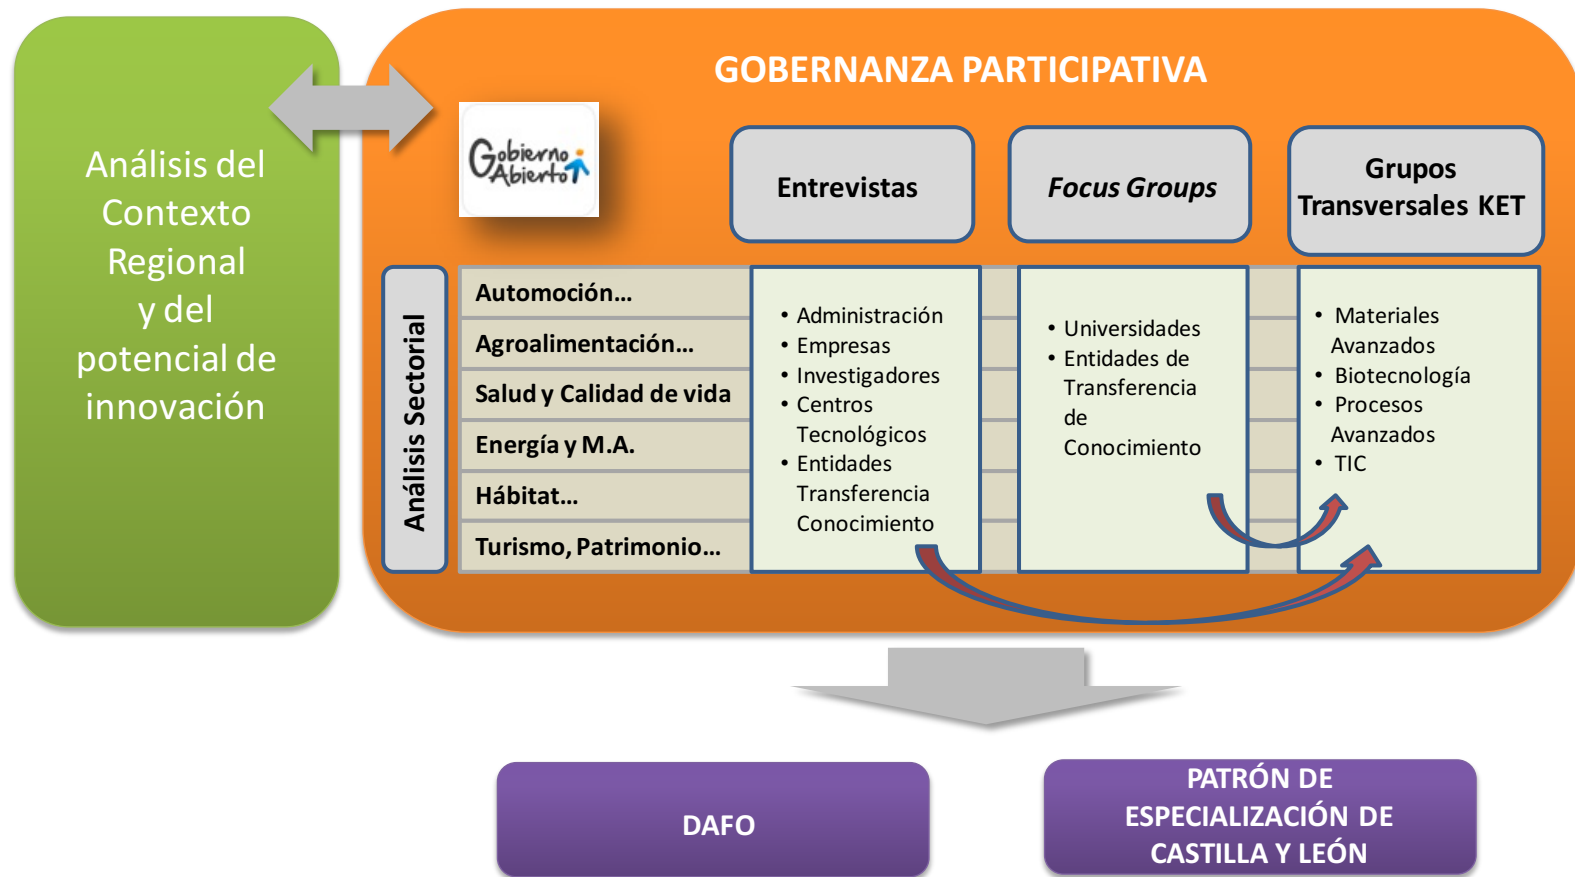 Análisis del
Contexto
Regional
y del
potencial de
innovación
GOBERNANZA PARTICIPATIVA
Gobierno
Abierto
Entrevistas
Focus Groups
Grupos
Transversales KET
Análisis Sectorial
Automoción...
Agroalimentación...
Salud y Calidad de vida
Energía y M.A.
Hábitat...
Turismo, Patrimonio...
• Administración
• Empresas
• Investigadores
• Centros
Tecnológicos
• Entidades
Transferencia
Conocimiento
• Universidades
• Entidades de
Transferencia
de
Conocimiento
• Materiales
Avanzados
• Biotecnología
• Procesos
Avanzados
• TIC
DAFO
PATRÓN DE
ESPECIALIZACIÓN DE
CASTILLA Y LEÓN